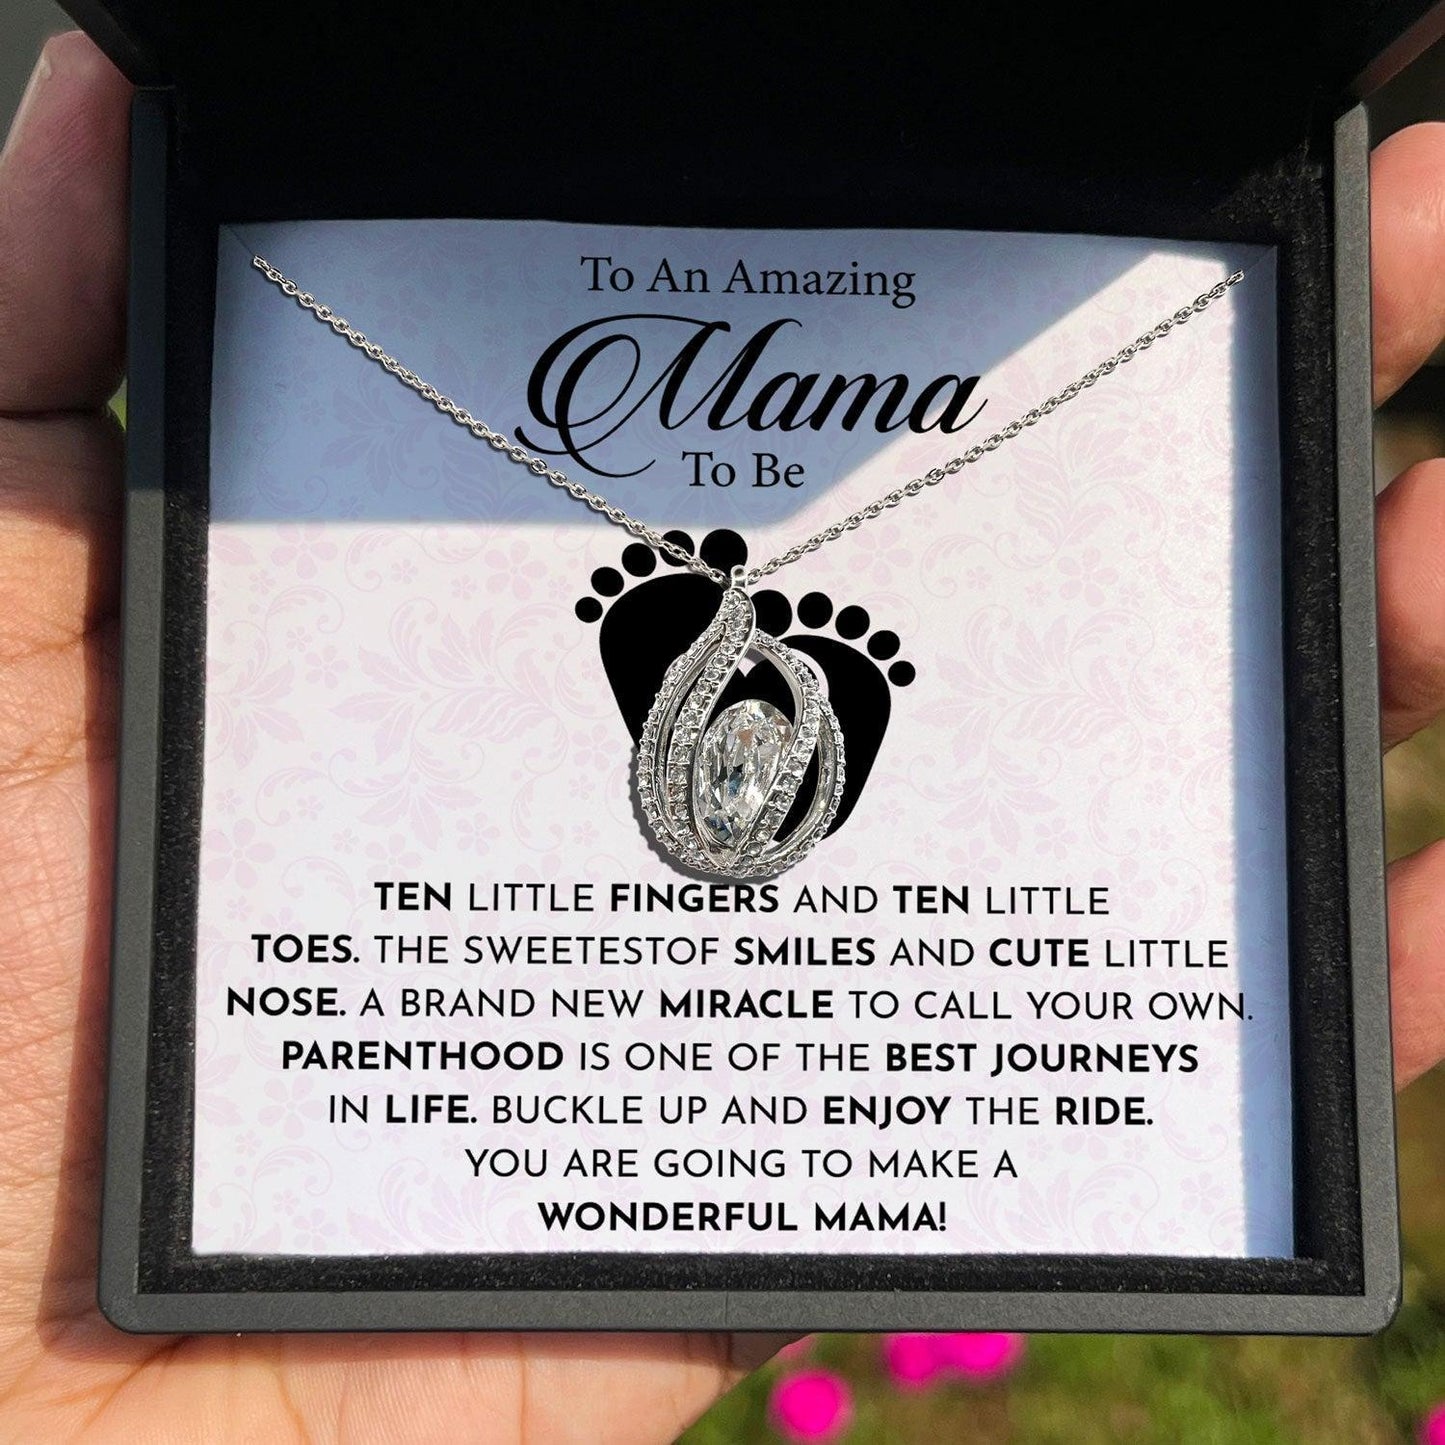 To An Amazing
Mama
To Be
TEN LITTLE FINGERS AND TEN LITTLE
TOES. THE SWEETESTOF SMILES AND CUTE LITTLE
NOSE. A BRAND NEW MIRACLE TO CALL YOUR OWN.
PARENTHOOD IS ONE OF THE BEST JOURNEYS
IN LIFE. BUCKLE UP AND ENJOY THE RIDE.
YOU ARE GOING TO MAKE A
WONDERFUL MAMA!